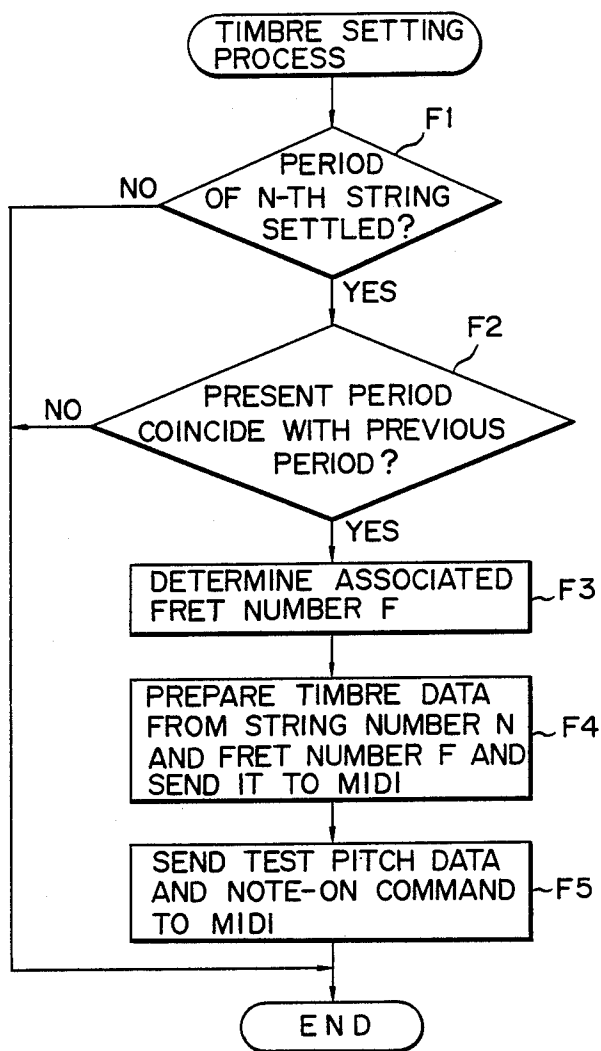 TIMBRE SETTING
PROCESS
F1
PERIOD
OF N-TH STRING
SETTLED?
NO
YES
F2
PRESENT PERIOD
COINCIDE WITH PREVIOUS
PERIOD?
NO
YES
DETERMINE ASSOCIATED
FRET NUMBER F
F3
PREPARE TIMBRE DATA
FROM STRING NUMBER N
AND FRET NUMBER F AND
SEND IT TO MIDI
F4
SEND TEST PITCH DATA
AND NOTE-ON COMMAND
TO MIDI
F5
END